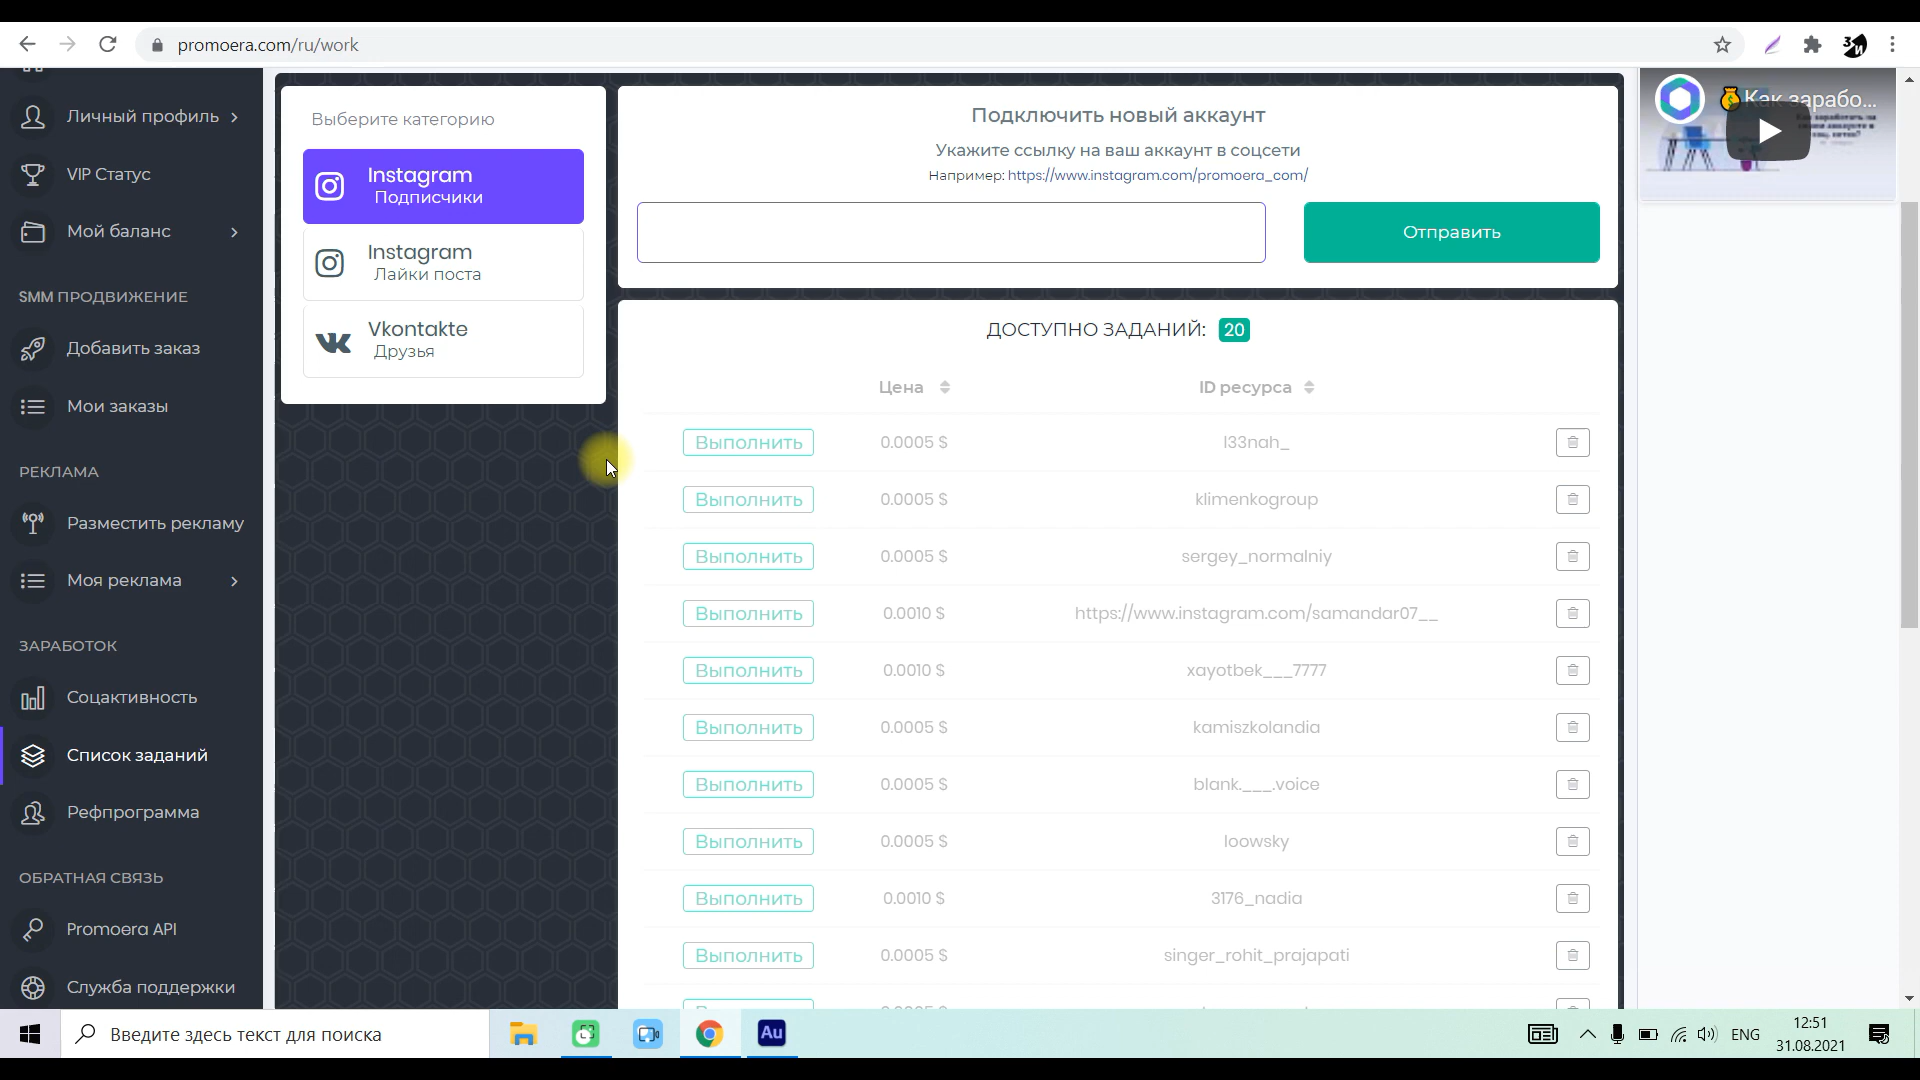 promoera.com/ru/work
Личный профиль
VIP Статус
Мой баланс
SMM ПРОДВИЖЕНИЕ
Добавить заказ
Мои заказы
РЕКЛАМА
Разместить рекламу
Моя реклама
ЗАРАБОТОК
Соцактивность
Список заданий
Рефпрограмма
ОБРАТНАЯ СВЯЗЬ
Promoera API
Служба поддержки
Выберите категорию
Instagram
Подписчики
Instagram
Лайки поста
Vkontakte
Друзья
Подключить новый аккаунт
Укажите ссылку на ваш аккаунт в соцсети
Например: https://www.instagram.com/promoera_com/
Отправить
ДОСТУПНО ЗАДАНИЙ: 20
Цена ID ресурса
Выполнить 0.0005 $ l33nah_
Выполнить 0.0005 $ klimenkogroup
Выполнить 0.0005 $ sergey_normalniy
Выполнить 0.0010 $ https://www.instagram.com/samandar07__
Выполнить 0.0010 $ xayotbek___7777
Выполнить 0.0005 $ kamiszkolandia
Выполнить 0.0005 $ blank.___.voice
Выполнить 0.0005 $ loowsky
Выполнить 0.0010 $ 3176_nadia
Выполнить 0.0005 $ singer_rohit_prajapati
Как зарабо...
Введите здесь текст для поиска
Au
ENG
12:51
31.08.2021